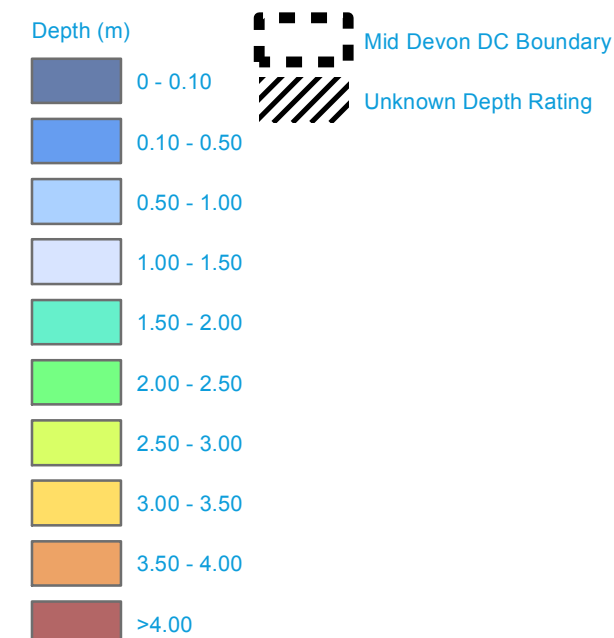 Depth (m)
0 - 0.10
0.10 - 0.50
0.50 - 1.00
1.00 - 1.50
1.50 - 2.00
2.00 - 2.50
2.50 - 3.00
3.00 - 3.50
3.50 - 4.00
>4.00
Mid Devon DC Boundary
Unknown Depth Rating